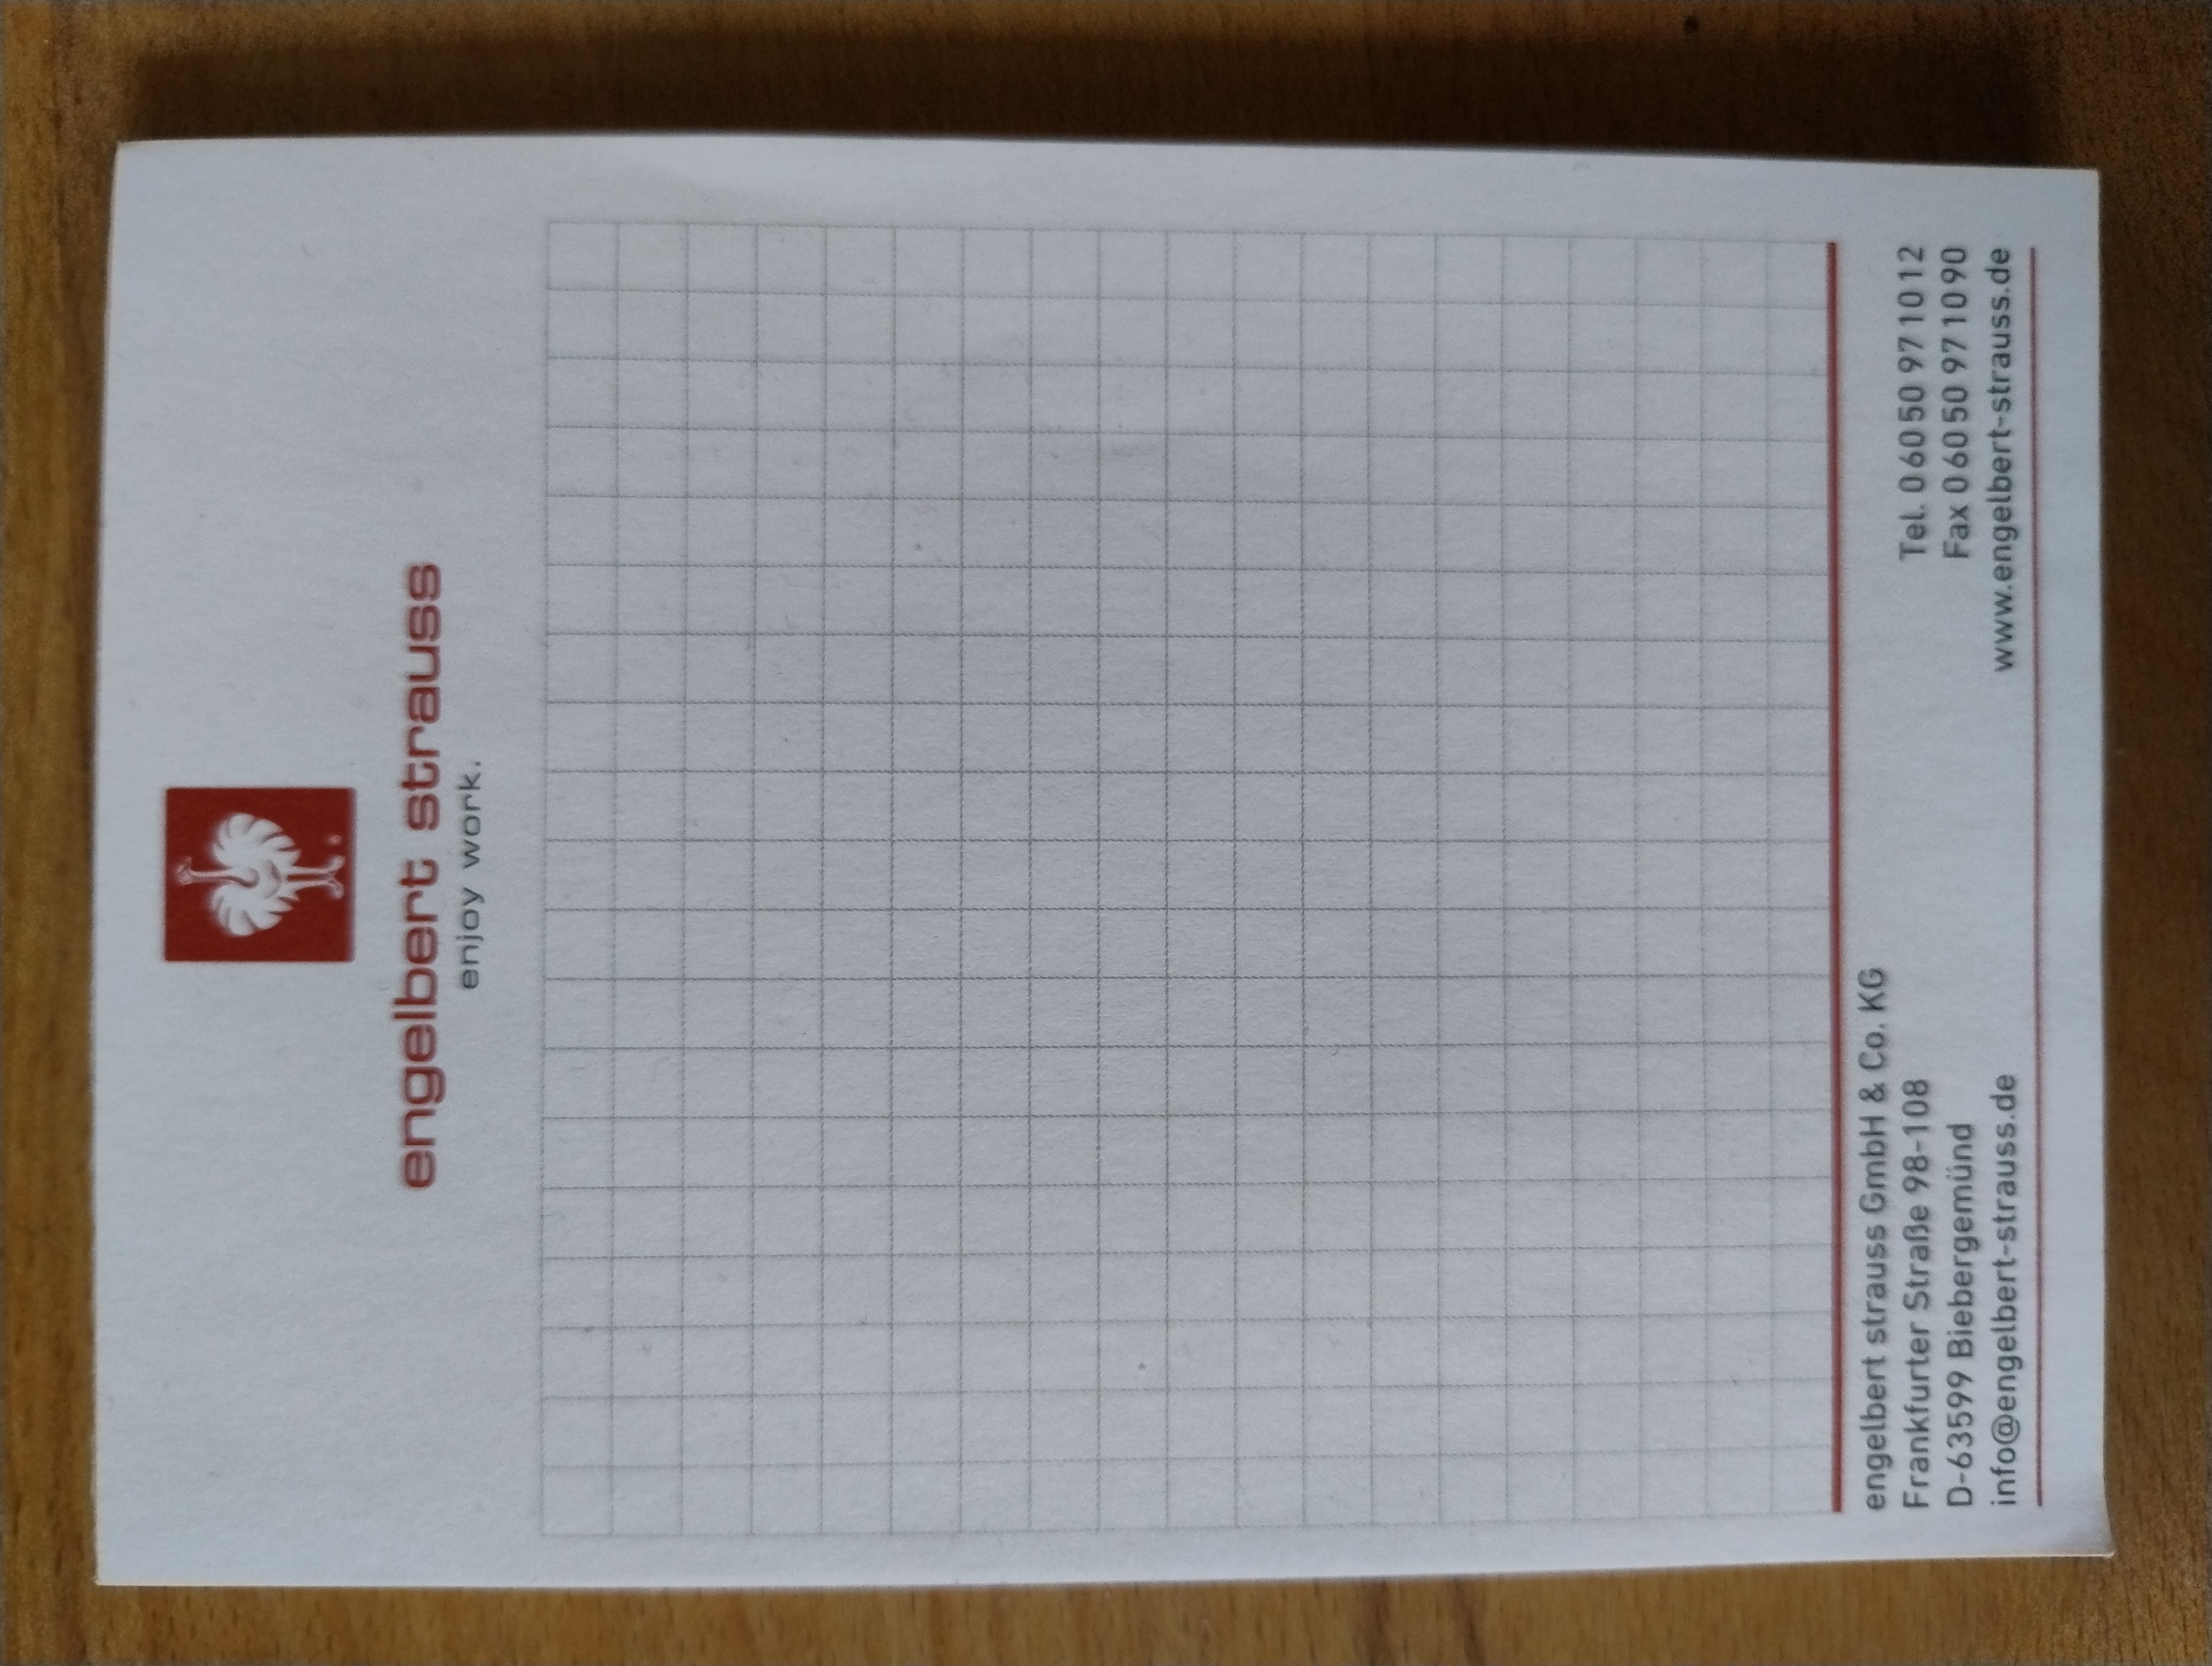 engelbert strauss
enjoy work.
engelbert strauss GmbH & Co. KG
Frankfurter Straße 98-108
D-63599 Biebergemünd
info@engelbert-strauss.de
Tel. 0 60 50 97 10 12
Fax 0 60 50 97 10 90
www.engelbert-strauss.de